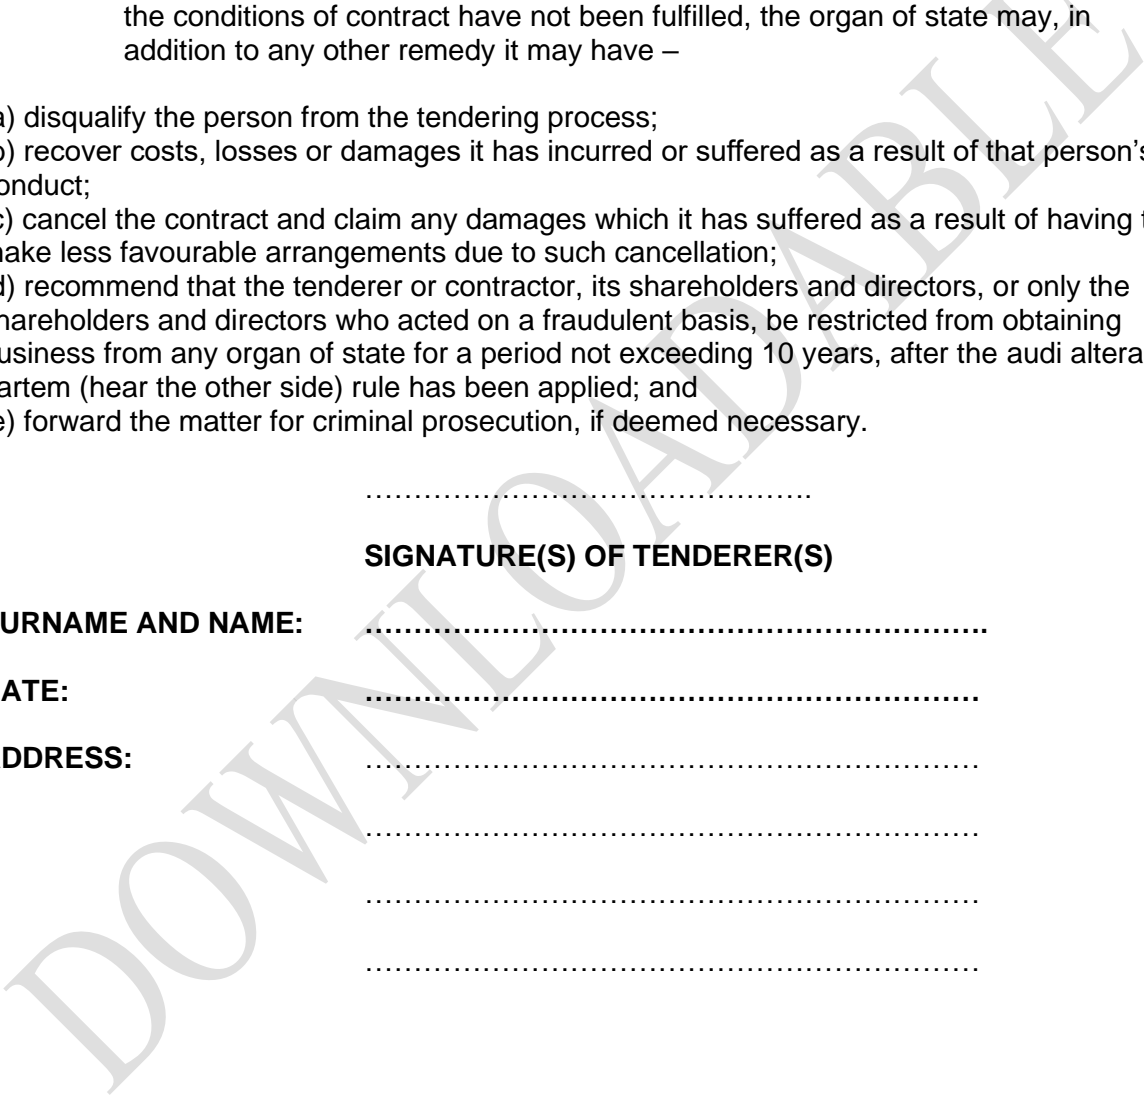 the conditions of contract have not been fulfilled, the organ of state may, in
addition to any other remedy it may have –
a) disqualify the person from the tendering process;
b) recover costs, losses or damages it has incurred or suffered as a result of that person's
onduct;
c) cancel the contract and claim any damages which it has suffered as a result of having t
make less favourable arrangements due to such cancellation;
d) recommend that the tenderer or contractor, its shareholders and directors, or only the
hareholders and directors who acted on a fraudulent basis, be restricted from obtaining
usiness from any organ of state for a period not exceeding 10 years, after the audi altera
artem (hear the other side) rule has been applied; and
e) forward the matter for criminal prosecution, if deemed necessary.
……………………………………….
SIGNATURE(S) OF TENDERER(S)
URNAME AND NAME: ……………………………………………………….
ATE: ………………………………………………………
DDRESS: ………………………………………………………
………………………………………………………
………………………………………………………
………………………………………………………
DOWNLOADABLE